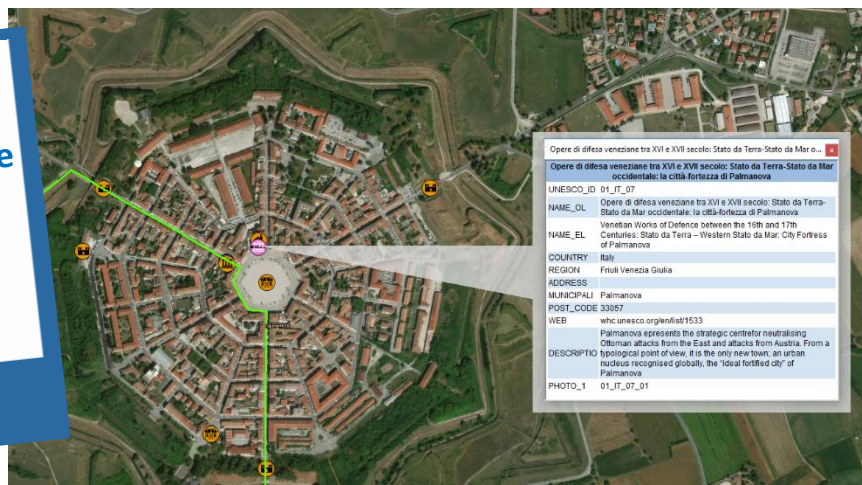 e
Opere di difesa veneziane tra XVI e XVII secolo: Stato da Terra-Stato da Mar o...
Opere di difesa veneziane tra XVI e XVII secolo: Stato da Terra-Stato da Mar
occidentale: la città-fortezza di Palmanova
UNESCO_ID 01_IT_07
NAME_OL Opere di difesa veneziane tra XVI e XVII secolo: Stato da Terra-
Stato da Mar occidentale: la città-fortezza di Palmanova
NAME_EL Venetian Works of Defence between the 16th and 17th
Centuries: Stato da Terra – Western Stato da Mar: City Fortress
of Palmanova
COUNTRY Italy
REGION Friuli Venezia Giulia
ADDRESS
MUNICIPALI Palmanova
POST_CODE 33057
WEB whc.unesco.org/en/list/1533
DESCRIPTIO Palmanova epresents the strategic centrefor neutralising
Ottoman attacks from the East and attacks from Austria. From a
typological point of view, it is the only new town; an urban
nucleus recognised globally, the "ideal fortified city" of
Palmanova
PHOTO_1 01_IT_07_01